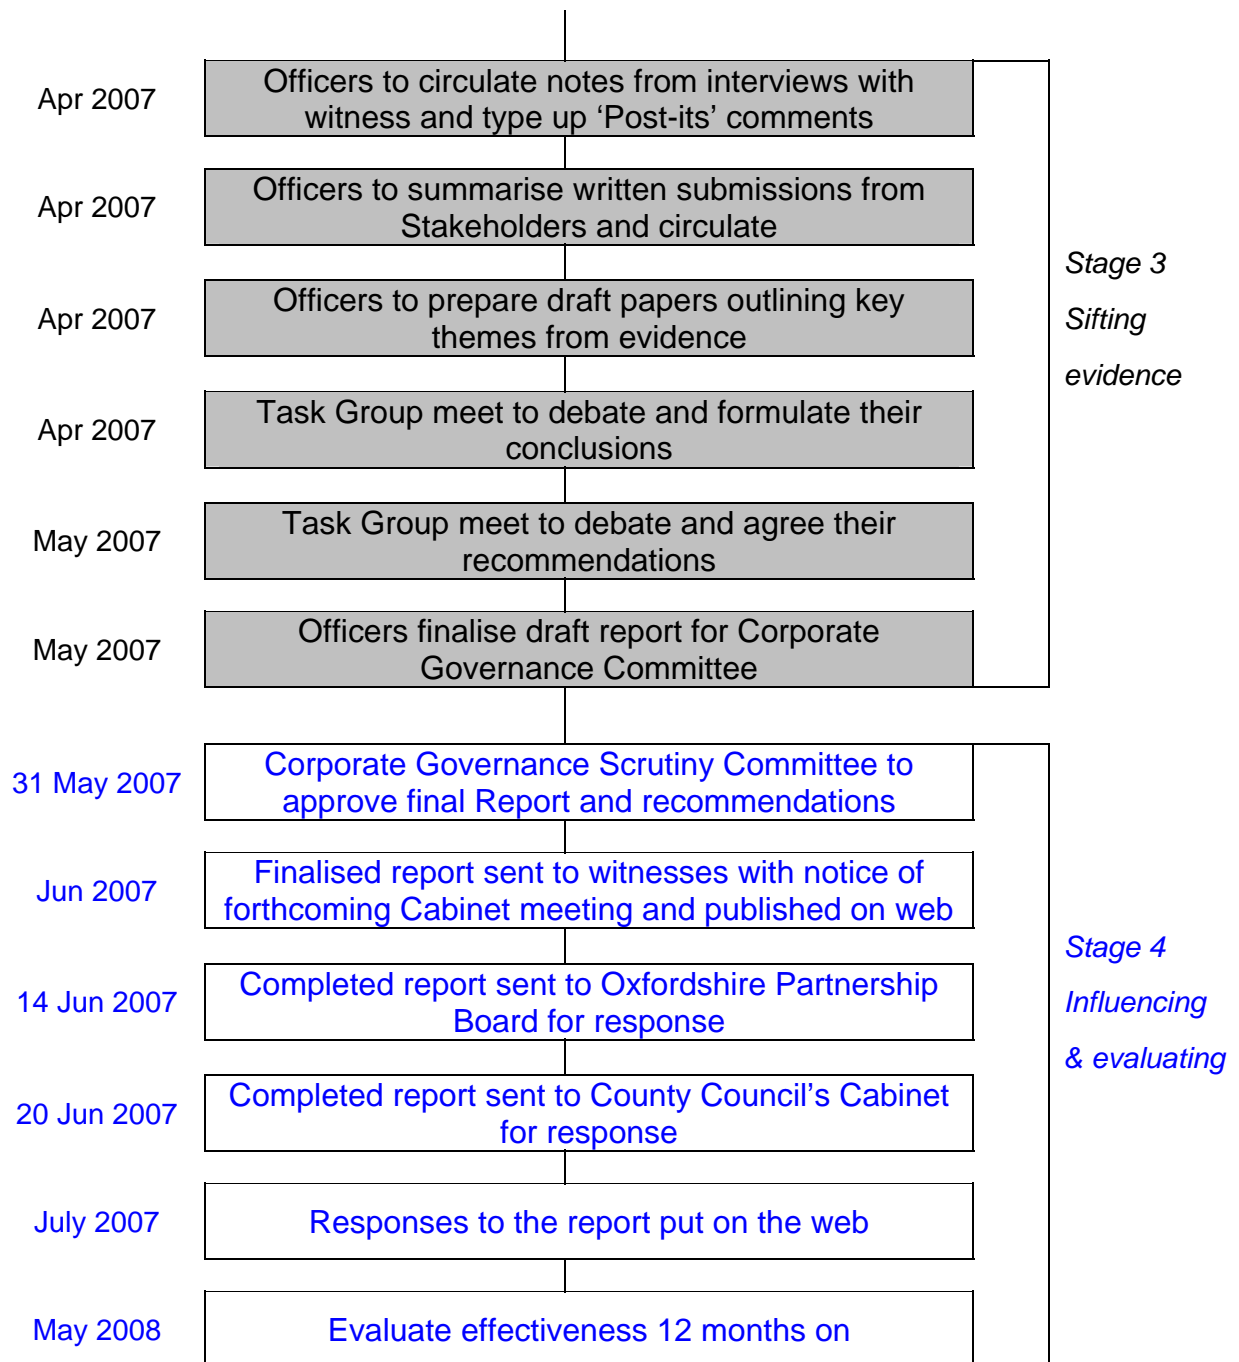 Apr 2007
Officers to circulate notes from interviews with
witness and type up ‘Post-its’ comments
Apr 2007
Officers to summarise written submissions from
Stakeholders and circulate
Apr 2007
Officers to prepare draft papers outlining key
themes from evidence
Apr 2007
Task Group meet to debate and formulate their
conclusions
May 2007
Task Group meet to debate and agree their
recommendations
May 2007
Officers finalise draft report for Corporate
Governance Committee
Stage 3
Sifting
evidence
31 May 2007
Corporate Governance Scrutiny Committee to
approve final Report and recommendations
Jun 2007
Finalised report sent to witnesses with notice of
forthcoming Cabinet meeting and published on web
14 Jun 2007
Completed report sent to Oxfordshire Partnership
Board for response
20 Jun 2007
Completed report sent to County Council’s Cabinet
for response
July 2007
Responses to the report put on the web
May 2008
Evaluate effectiveness 12 months on
Stage 4
Influencing
& evaluating